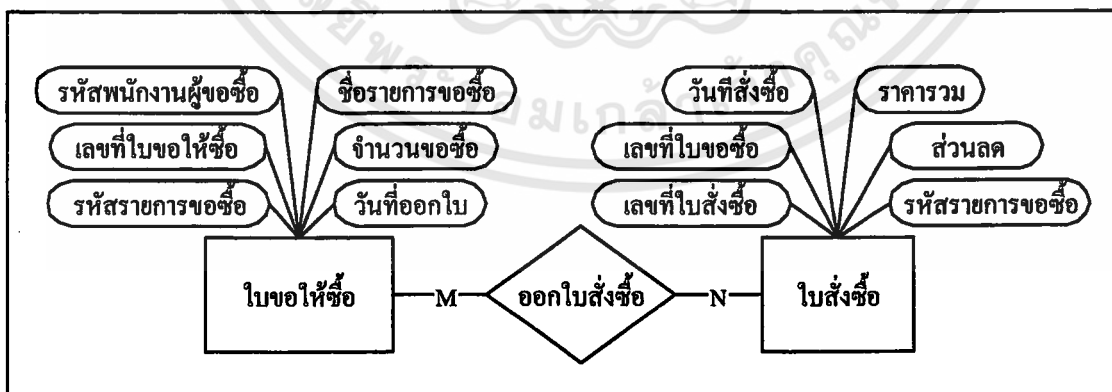 รหัสพนักงานผู้ขอซื้อ
ชื่อรายการขอซื้อ
วันที่สั่งซื้อ
ราคารวม
เลขที่ใบขอให้ซื้อ
จำนวนขอซื้อ
เลขที่ใบขอซื้อ
ส่วนลด
รหัสรายการขอซื้อ
วันที่ออกใบ
เลขที่ใบสั่งซื้อ
รหัสรายการขอซื้อ
ใบขอให้ซื้อ
M
ออกใบสั่งซื้อ
N
ใบสั่งซื้อ